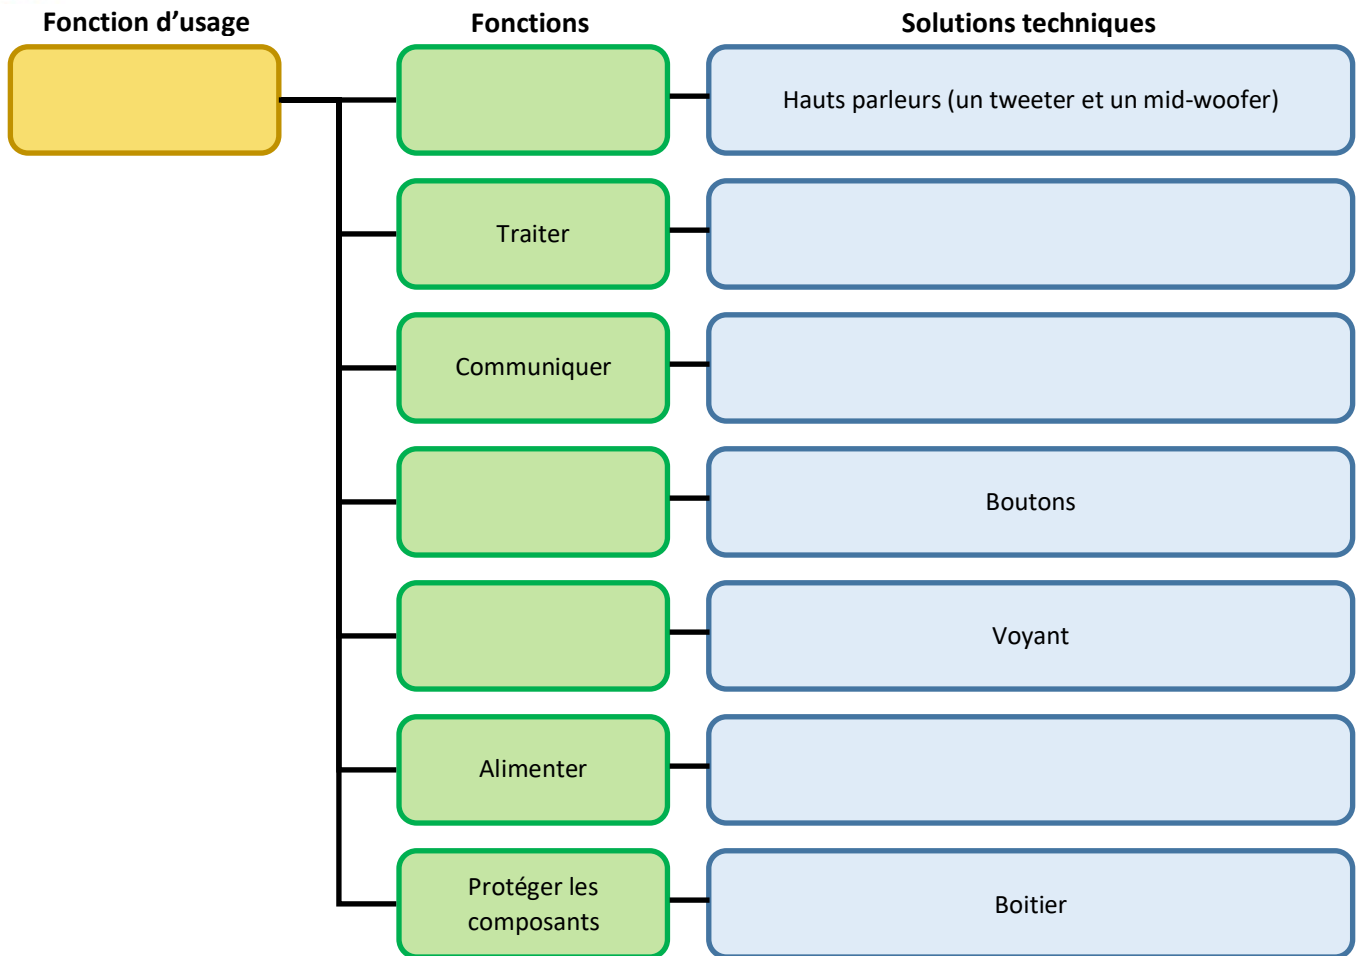 Fonction d’usage
Fonctions
Solutions techniques
Hauts parleurs (un tweeter et un mid-woofer)
Traiter
Communiquer
Boutons
Voyant
Alimenter
Protéger les
composants
Boitier